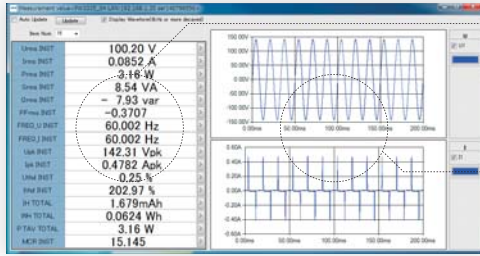 Auto Update
Update
Display Waveform(8LHz or more decayed)
Item Num
Urms INST 100.20 V
Irms INST 0.0852 A
Prms INST 3.16 W
Srms INST 8.54 VA
Qrms INST - 7.93 var
PFrms INST -0.3707
FREQ_U INST 60.002 Hz
FREQ_I INST 60.002 Hz
Upk INST 142.31 Vpk
Ipk INST 0.4782 Apk
Uthd INST 0.25 %
Ithd INST 202.97 %
IH TOTAL 1.679mAh
WH TOTAL 0.0624 Wh
P TAV TOTAL 3.16 W
MCR INST 15.145
150.00V
100.00V
50.00V
0.00V
-50.00V
-100.00V
-150.00V
0.00ms 50.00ms 100.00ms 150.00ms 200.00ms
0.60A
0.40A
0.20A
0.00A
-0.20A
-0.40A
-0.60A
0.00ms 50.00ms 100.00ms 150.00ms 200.00ms